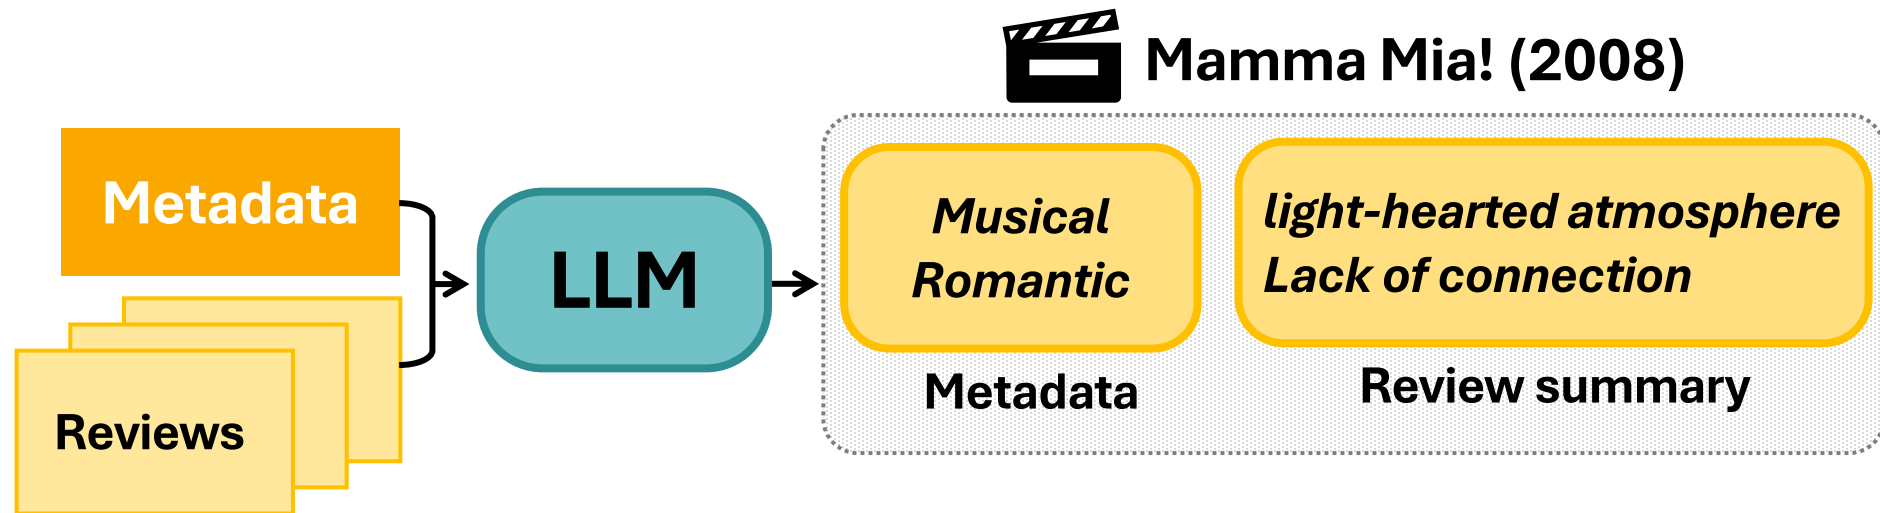 Mamma Mia! (2008)
Metadata
Reviews
LLM
Musical
Romantic
Metadata
light-hearted atmosphere
Lack of connection
Review summary